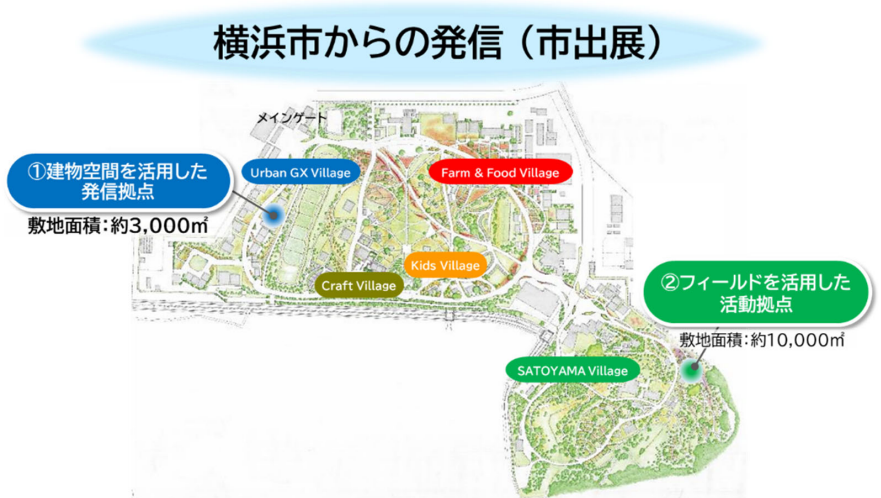 横浜市からの発信（市出展）
メインゲート
①建物空間を活用した
発信拠点
敷地面積：約3,000㎡
Urban GX Village
Farm & Food Village
Kids Village
Craft Village
②フィールドを活用した
活動拠点
敷地面積：約10,000㎡
SATOYAMA Village